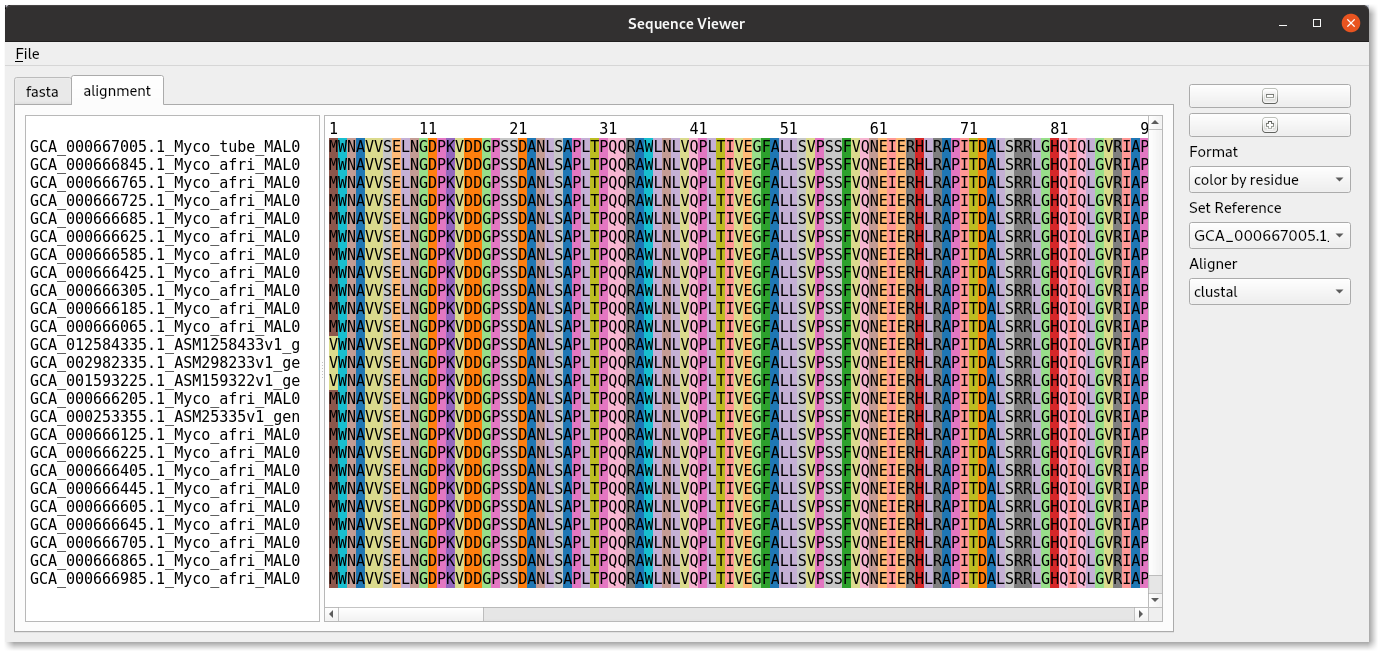 Sequence Viewer
File
fasta alignment
1 11 21 31 41 51 61 71 81 9
GCA_000667005.1_Myco_tube_MAL0 MWNAVVSELNGDPKVDDGPSSDANLSAPLTPQQRAWLNLVQPLTIVEGFALLSVPSSFVQNEIERHLRAPITDALSRRLGHQIQLGVRIAP
GCA_000666845.1_Myco_afri_MAL0 MWNAVVSELNGDPKVDDGPSSDANLSAPLTPQQRAWLNLVQPLTIVEGFALLSVPSSFVQNEIERHLRAPITDALSRRLGHQIQLGVRIAP
GCA_000666765.1_Myco_afri_MAL0 MWNAVVSELNGDPKVDDGPSSDANLSAPLTPQQRAWLNLVQPLTIVEGFALLSVPSSFVQNEIERHLRAPITDALSRRLGHQIQLGVRIAP
GCA_000666725.1_Myco_afri_MAL0 MWNAVVSELNGDPKVDDGPSSDANLSAPLTPQQRAWLNLVQPLTIVEGFALLSVPSSFVQNEIERHLRAPITDALSRRLGHQIQLGVRIAP
GCA_000666685.1_Myco_afri_MAL0 MWNAVVSELNGDPKVDDGPSSDANLSAPLTPQQRAWLNLVQPLTIVEGFALLSVPSSFVQNEIERHLRAPITDALSRRLGHQIQLGVRIAP
GCA_000666625.1_Myco_afri_MAL0 MWNAVVSELNGDPKVDDGPSSDANLSAPLTPQQRAWLNLVQPLTIVEGFALLSVPSSFVQNEIERHLRAPITDALSRRLGHQIQLGVRIAP
GCA_000666585.1_Myco_afri_MAL0 MWNAVVSELNGDPKVDDGPSSDANLSAPLTPQQRAWLNLVQPLTIVEGFALLSVPSSFVQNEIERHLRAPITDALSRRLGHQIQLGVRIAP
GCA_000666425.1_Myco_afri_MAL0 MWNAVVSELNGDPKVDDGPSSDANLSAPLTPQQRAWLNLVQPLTIVEGFALLSVPSSFVQNEIERHLRAPITDALSRRLGHQIQLGVRIAP
GCA_000666305.1_Myco_afri_MAL0 MWNAVVSELNGDPKVDDGPSSDANLSAPLTPQQRAWLNLVQPLTIVEGFALLSVPSSFVQNEIERHLRAPITDALSRRLGHQIQLGVRIAP
GCA_000666185.1_Myco_afri_MAL0 MWNAVVSELNGDPKVDDGPSSDANLSAPLTPQQRAWLNLVQPLTIVEGFALLSVPSSFVQNEIERHLRAPITDALSRRLGHQIQLGVRIAP
GCA_000666065.1_Myco_afri_MAL0 MWNAVVSELNGDPKVDDGPSSDANLSAPLTPQQRAWLNLVQPLTIVEGFALLSVPSSFVQNEIERHLRAPITDALSRRLGHQIQLGVRIAP
GCA_012584335.1_ASM1258433v1_g VWNAVVSELNGDPKVDDGPSSDANLSAPLTPQQRAWLNLVQPLTIVEGFALLSVPSSFVQNEIERHLRAPITDALSRRLGHQIQLGVRIAP
GCA_002982335.1_ASM298233v1_ge VWNAVVSELNGDPKVDDGPSSDANLSAPLTPQQRAWLNLVQPLTIVEGFALLSVPSSFVQNEIERHLRAPITDALSRRLGHQIQLGVRIAP
GCA_001593225.1_ASM159322v1_ge VWNAVVSELNGDPKVDDGPSSDANLSAPLTPQQRAWLNLVQPLTIVEGFALLSVPSSFVQNEIERHLRAPITDALSRRLGHQIQLGVRIAP
GCA_000666205.1_Myco_afri_MAL0 MWNAVVSELNGDPKVDDGPSSDANLSAPLTPQQRAWLNLVQPLTIVEGFALLSVPSSFVQNEIERHLRAPITDALSRRLGHQIQLGVRIAP
GCA_000253355.1_ASM25335v1_gen MWNAVVSELNGDPKVDDGPSSDANLSAPLTPQQRAWLNLVQPLTIVEGFALLSVPSSFVQNEIERHLRAPITDALSRRLGHQIQLGVRIAP
GCA_000666125.1_Myco_afri_MAL0 MWNAVVSELNGDPKVDDGPSSDANLSAPLTPQQRAWLNLVQPLTIVEGFALLSVPSSFVQNEIERHLRAPITDALSRRLGHQIQLGVRIAP
GCA_000666225.1_Myco_afri_MAL0 MWNAVVSELNGDPKVDDGPSSDANLSAPLTPQQRAWLNLVQPLTIVEGFALLSVPSSFVQNEIERHLRAPITDALSRRLGHQIQLGVRIAP
GCA_000666405.1_Myco_afri_MAL0 MWNAVVSELNGDPKVDDGPSSDANLSAPLTPQQRAWLNLVQPLTIVEGFALLSVPSSFVQNEIERHLRAPITDALSRRLGHQIQLGVRIAP
GCA_000666445.1_Myco_afri_MAL0 MWNAVVSELNGDPKVDDGPSSDANLSAPLTPQQRAWLNLVQPLTIVEGFALLSVPSSFVQNEIERHLRAPITDALSRRLGHQIQLGVRIAP
GCA_000666605.1_Myco_afri_MAL0 MWNAVVSELNGDPKVDDGPSSDANLSAPLTPQQRAWLNLVQPLTIVEGFALLSVPSSFVQNEIERHLRAPITDALSRRLGHQIQLGVRIAP
GCA_000666645.1_Myco_afri_MAL0 MWNAVVSELNGDPKVDDGPSSDANLSAPLTPQQRAWLNLVQPLTIVEGFALLSVPSSFVQNEIERHLRAPITDALSRRLGHQIQLGVRIAP
GCA_000666705.1_Myco_afri_MAL0 MWNAVVSELNGDPKVDDGPSSDANLSAPLTPQQRAWLNLVQPLTIVEGFALLSVPSSFVQNEIERHLRAPITDALSRRLGHQIQLGVRIAP
GCA_000666865.1_Myco_afri_MAL0 MWNAVVSELNGDPKVDDGPSSDANLSAPLTPQQRAWLNLVQPLTIVEGFALLSVPSSFVQNEIERHLRAPITDALSRRLGHQIQLGVRIAP
GCA_000666985.1_Myco_afri_MAL0 MWNAVVSELNGDPKVDDGPSSDANLSAPLTPQQRAWLNLVQPLTIVEGFALLSVPSSFVQNEIERHLRAPITDALSRRLGHQIQLGVRIAP
Format
color by residue
Set Reference
GCA_000667005.1.
Aligner
clustal